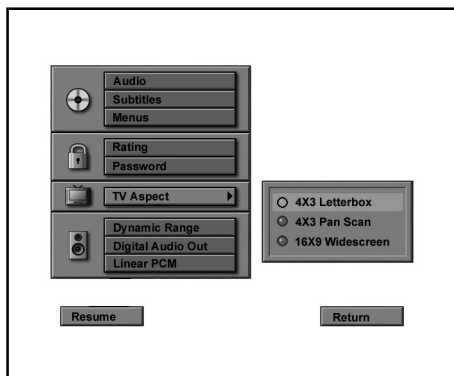 Audio
Subtitles
Menus
Rating
Password
TV Aspect
4X3 Letterbox
4X3 Pan Scan
16X9 Widescreen
Dynamic Range
Digital Audio Out
Linear PCM
Resume
Return